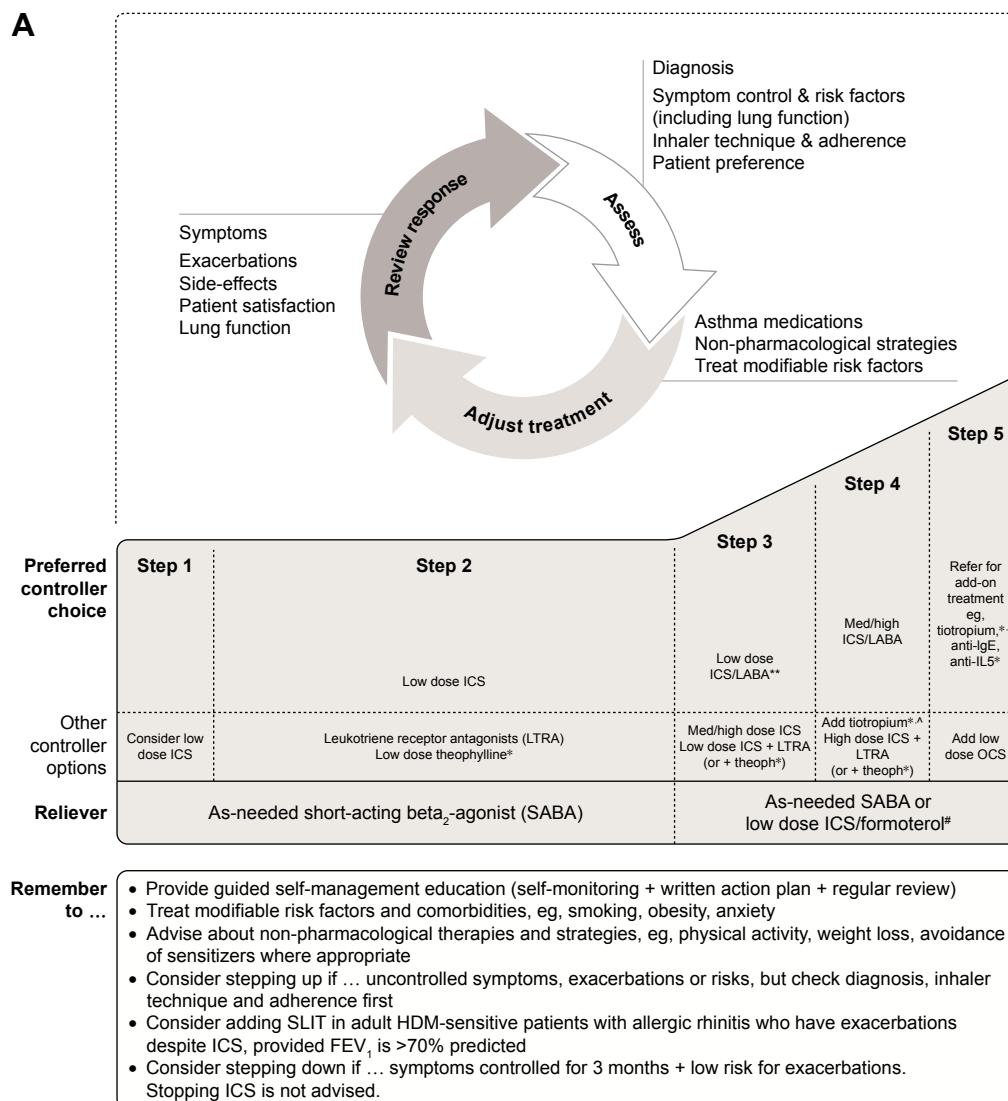 A
Diagnosis
Symptom control & risk factors
(including lung function)
Inhaler technique & adherence
Patient preference
Review response
Assess
Symptoms
Exacerbations
Side-effects
Patient satisfaction
Lung function
Asthma medications
Non-pharmacological strategies
Treat modifiable risk factors
Adjust treatment
Step 5
Step 4
Step 3
Preferred
controller
choice
Step 1
Step 2
Refer for
add-on
treatment
eg,
tiotropium,*
anti-IgE,
anti-IL5*
Med/high
ICS/LABA
Low dose
ICS/LABA**
Low dose ICS
Other
controller
options
Consider low
dose ICS
Leukotriene receptor antagonists (LTRA)
Low dose theophylline*
Med/high dose ICS
Low dose ICS + LTRA
(or + theoph*)
Add tiotropium*,^
High dose ICS +
LTRA
(or + theoph*)
Add low
dose OCS
Reliever
As-needed short-acting beta2-agonist (SABA)
As-needed SABA or
low dose ICS/formoterol#
Remember
to …
• Provide guided self-management education (self-monitoring + written action plan + regular review)
• Treat modifiable risk factors and comorbidities, eg, smoking, obesity, anxiety
• Advise about non-pharmacological therapies and strategies, eg, physical activity, weight loss, avoidance
of sensitizers where appropriate
• Consider stepping up if … uncontrolled symptoms, exacerbations or risks, but check diagnosis, inhaler
technique and adherence first
• Consider adding SLIT in adult HDM-sensitive patients with allergic rhinitis who have exacerbations
despite ICS, provided FEV1 is >70% predicted
• Consider stepping down if … symptoms controlled for 3 months + low risk for exacerbations.
Stopping ICS is not advised.